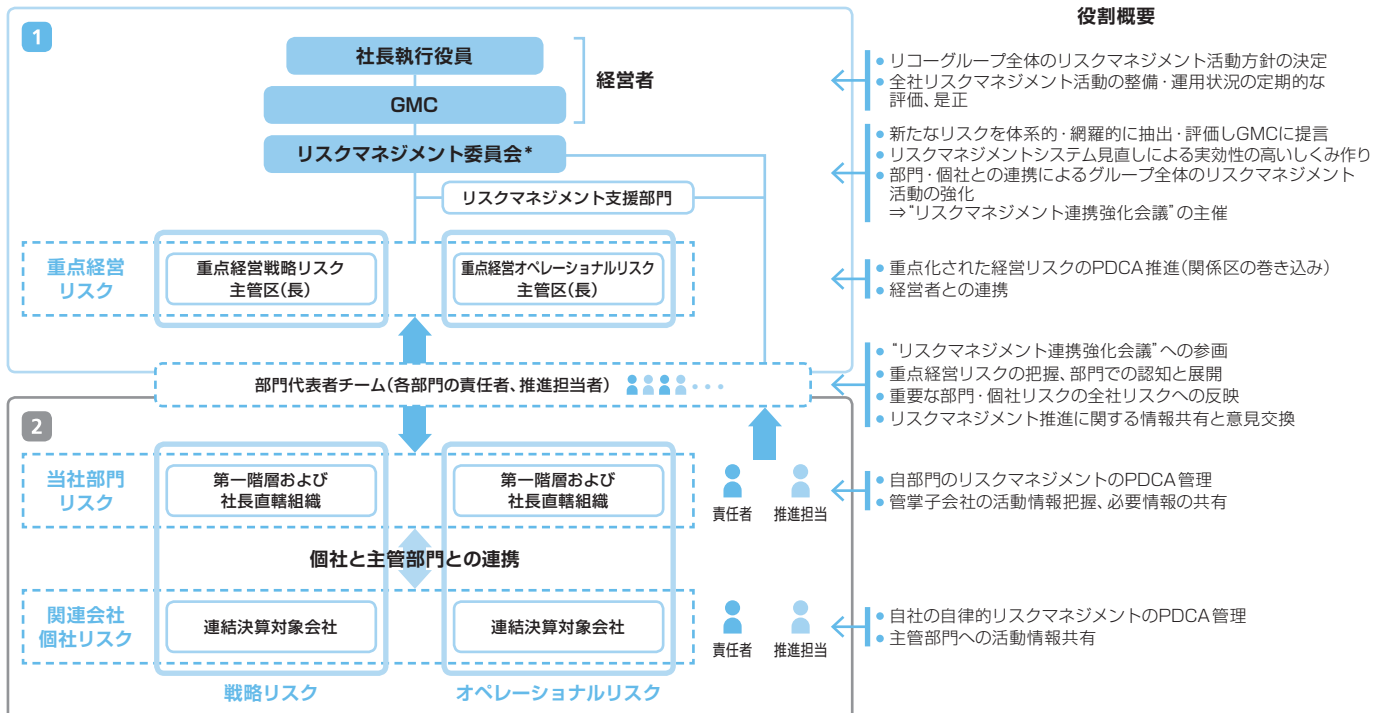 役割概要
1
社長執行役員
GMC
経営者
リスクマネジメント委員会*
リスクマネジメント支援部門
重点経営
リスク
重点経営戦略リスク
主管区(長)
重点経営オペレーショナルリスク
主管区(長)
部門代表者チーム(各部門の責任者、推進担当者)
2
当社部門
リスク
第一階層および
社長直轄組織
第一階層および
社長直轄組織
責任者
推進担当
個社と主管部門との連携
関連会社
個社リスク
連結決算対象会社
連結決算対象会社
責任者
推進担当
戦略リスク
オペレーショナルリスク
● リコーグループ全体のリスクマネジメント活動方針の決定
● 全社リスクマネジメント活動の整備・運用状況の定期的な
評価、是正
● 新たなリスクを体系的・網羅的に抽出・評価しGMCに提言
● リスクマネジメントシステム見直しによる実効性の高いしくみ作り
● 部門・個社との連携によるグループ全体のリスクマネジメント
活動の強化
⇒“リスクマネジメント連携強化会議”の主催
● 重点化された経営リスクのPDCA推進(関係区の巻き込み)
● 経営者との連携
● “リスクマネジメント連携強化会議”への参画
● 重点経営リスクの把握、部門での認知と展開
● 重要な部門・個社リスクの全社リスクへの反映
● リスクマネジメント推進に関する情報共有と意見交換
● 自部門のリスクマネジメントのPDCA管理
● 管掌子会社の活動情報把握、必要情報の共有
● 自社の自律的リスクマネジメントのPDCA管理
● 主管部門への活動情報共有